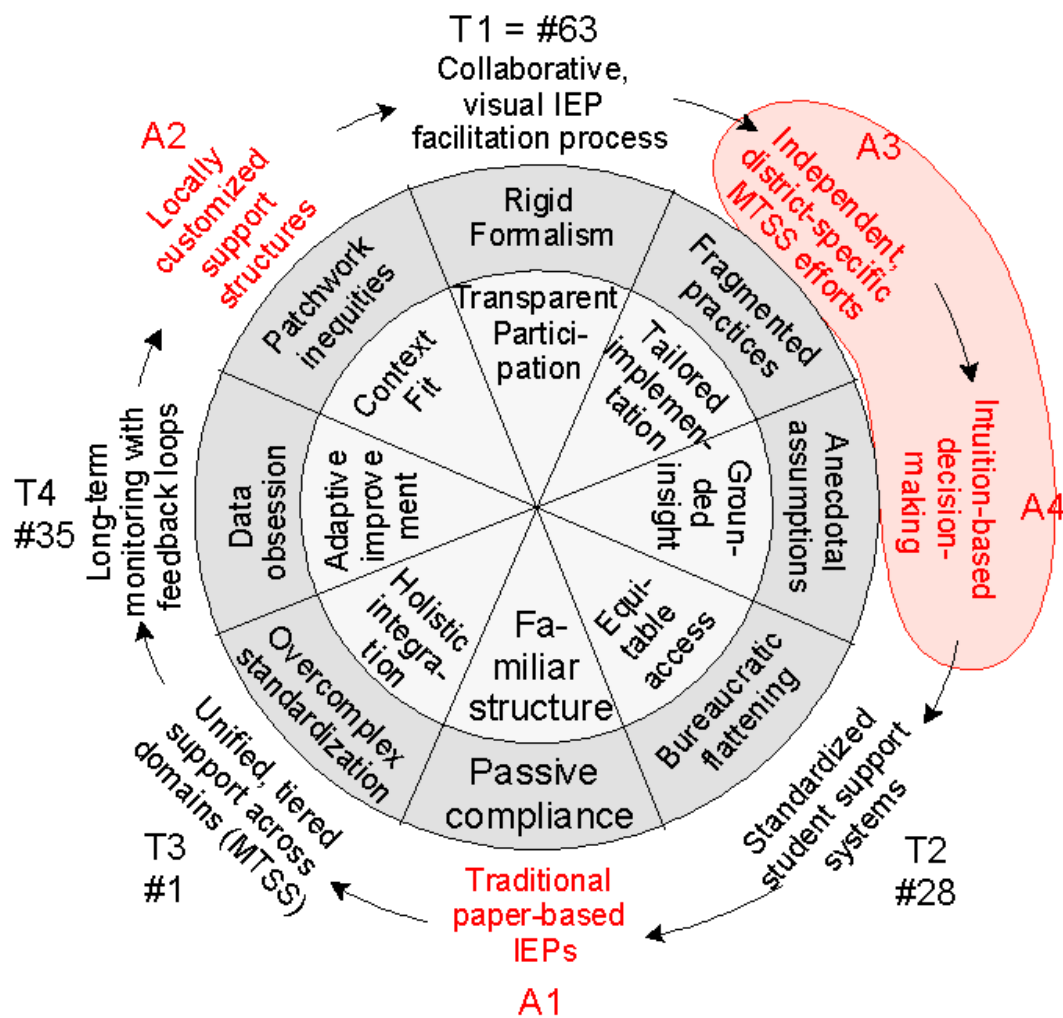 T1 = #63
Collaborative,
visual IEP
facilitation process
A3
Independent,
district-specific
MTSS efforts
A4
Intuition-based
decision-
making
Standardized
student support
systems
T2
#28
Traditional
paper-based
IEPs
A1
Unified, tiered
support across
domains (MTSS)
T3
#1
Long-term
monitoring with
feedback loops
T4
#35
A2
Locally
customized
support
structures
Rigid
Formalism
Fragmented
practices
Anecdotal
assumptions
Bureaucratic
flattening
Passive
compliance
Overcomplex
standardization
Data
obsession
Patchwork
inequities
Transparent
Partici-
pation
Tailored
implemen-
tation
Groun-
ded
insight
Equi-
table
access
Fa-
miliar
structure
Holistic
integra-
tion
Adaptive
improve
ment
Context
Fit